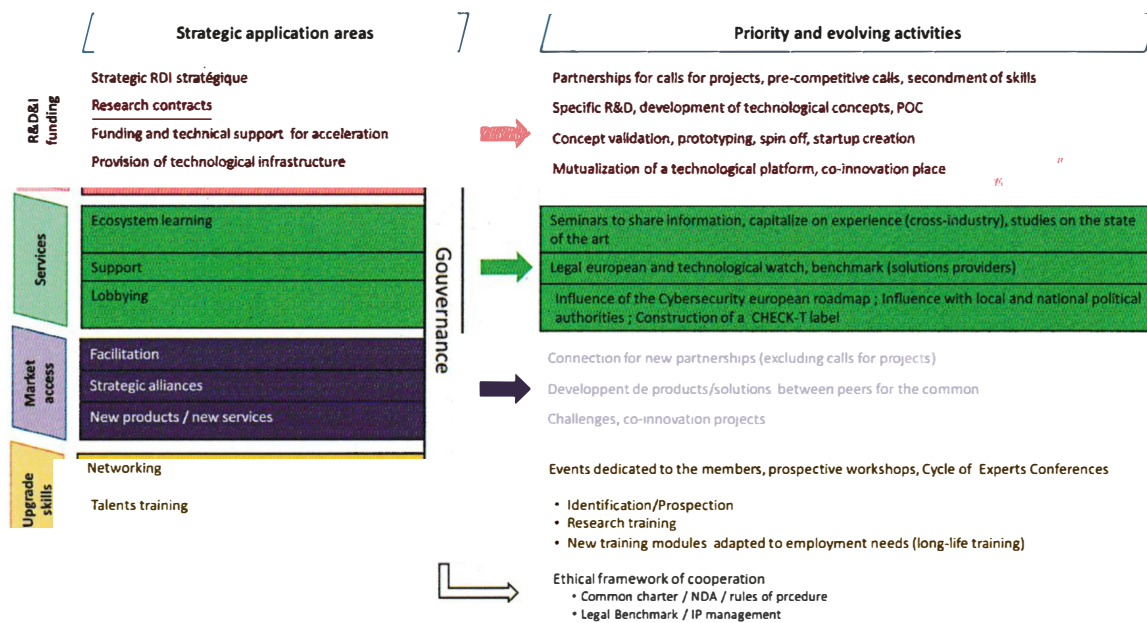 Strategic application areas
Priority and evolving activities
R&D&I
funding
Strategic RDI stratégique
Research contracts
Funding and technical support for acceleration
Provision of technological infrastructure
Partnerships for calls for projects, pre-competitive calls, secondment of skills
Specific R&D, development of technological concepts, POC
Concept validation, prototyping, spin off, startup creation
Mutualization of a technological platform, co-innovation place
Services
Ecosystem learning
Support
Lobbying
Gouvernance
Seminars to share information, capitalize on experience (cross-industry), studies on the state
of the art
Legal european and technological watch, benchmark (solutions providers)
Influence of the Cybersecurity european roadmap ; Influence with local and national political
authorities ; Construction of a CHECK-T label
Market
access
Facilitation
Strategic alliances
New products / new services
Connection for new partnerships (excluding calls for projects)
Developpent de products/solutions between peers for the common
Challenges, co-innovation projects
Upgrade
skills
Networking
Talents training
Events dedicated to the members, prospective workshops, Cycle of Experts Conferences
• Identification/Prospection
• Research training
• New training modules adapted to employment needs (long-life training)
Ethical framework of cooperation
• Common charter / NDA / rules of prcedure
• Legal Benchmark / IP management